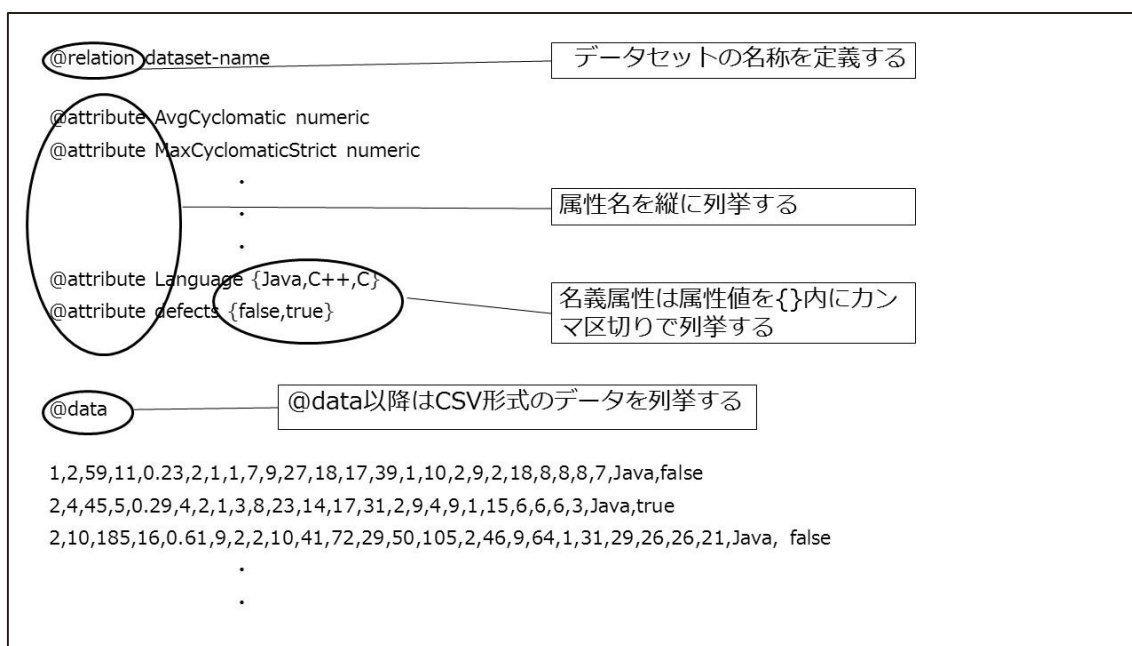 @relation dataset-name
データセットの名称を定義する
@attribute AvgCyclomatic numeric
@attribute MaxCyclomaticStrict numeric
・
・
・
属性名を縦に列挙する
@attribute Language {Java,C++,C}
@attribute defects {false,true}
名義属性は属性値を{}内にカン
マ区切りで列挙する
@data
@data以降はCSV形式のデータを列挙する
1,2,59,11,0.23,2,1,1,7,9,27,18,17,39,1,10,2,9,2,18,8,8,8,7,Java,false
2,4,45,5,0.29,4,2,1,3,8,23,14,17,31,2,9,4,9,1,15,6,6,6,3,Java,true
2,10,185,16,0.61,9,2,2,10,41,72,29,50,105,2,46,9,64,1,31,29,26,26,21,Java, false
・
・